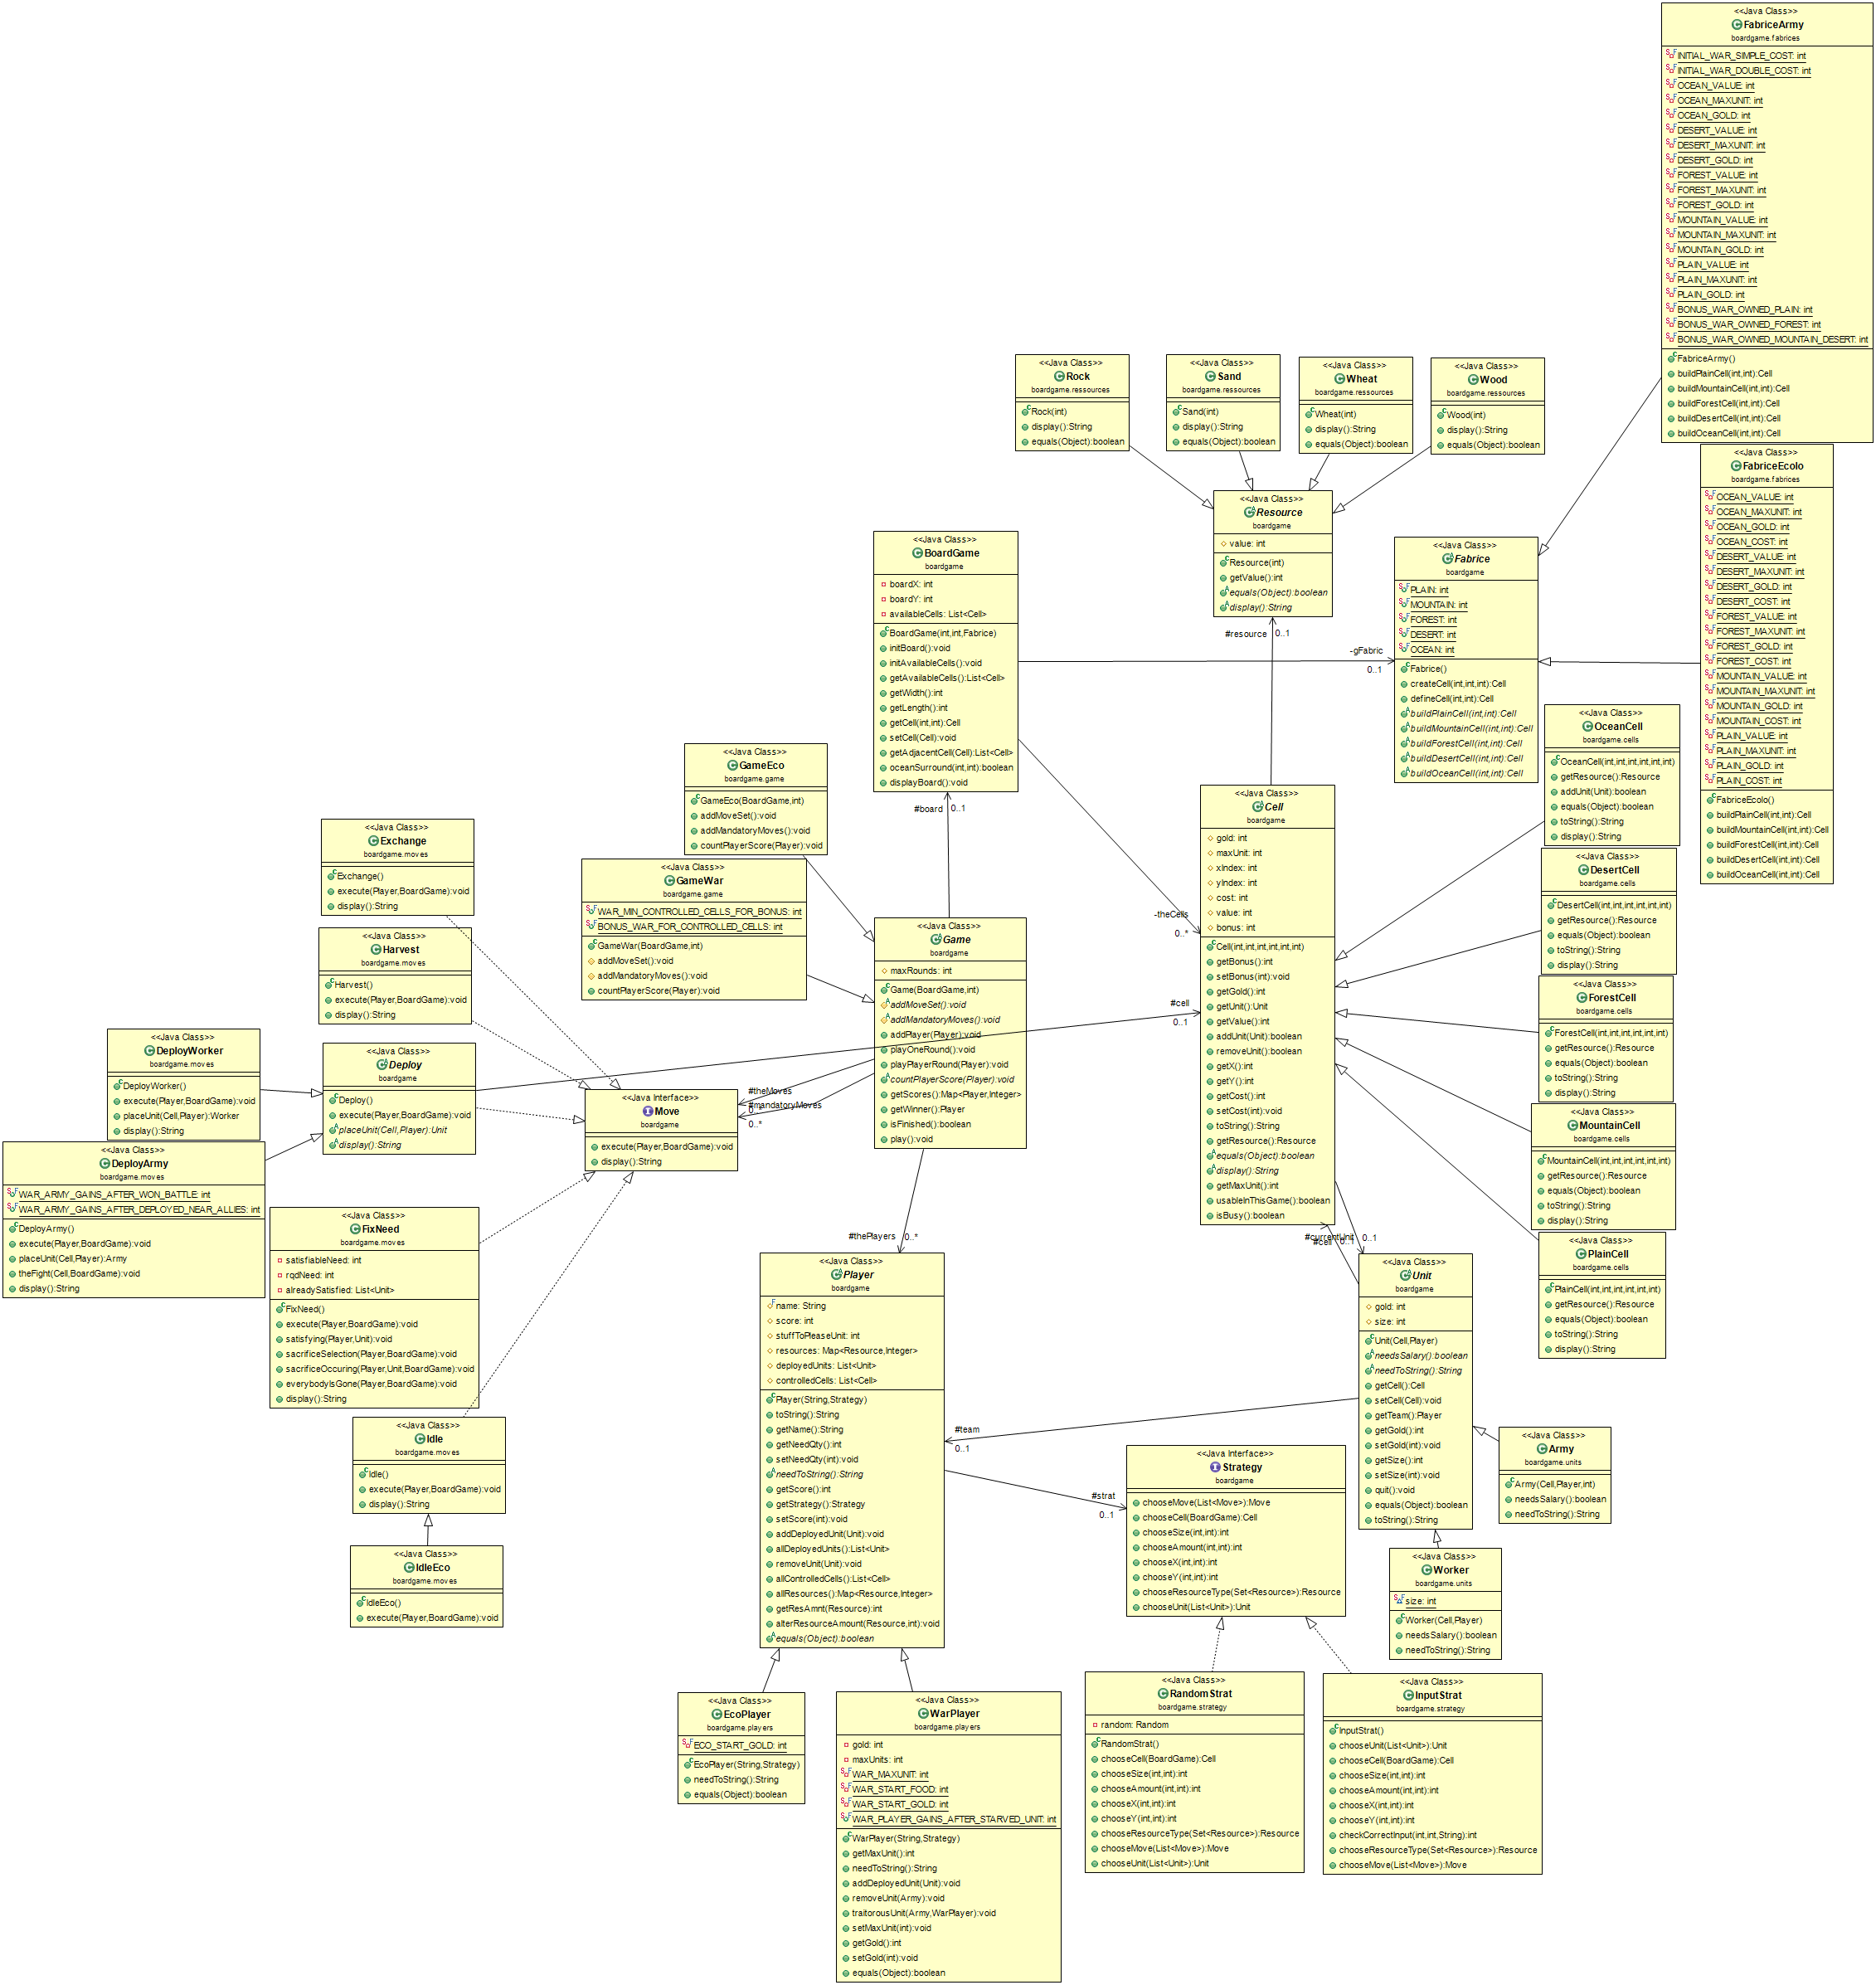 <<Java Class>>
FabriceArmy
boardgame.fabrices
INITIAL_WAR_SIMPLE_COST: int
INITIAL_WAR_DOUBLE_COST: int
OCEAN_VALUE: int
OCEAN_MAXUNIT: int
OCEAN_GOLD: int
DESERT_VALUE: int
DESERT_MAXUNIT: int
DESERT_GOLD: int
FOREST_VALUE: int
FOREST_MAXUNIT: int
FOREST_GOLD: int
MOUNTAIN_VALUE: int
MOUNTAIN_MAXUNIT: int
MOUNTAIN_GOLD: int
PLAIN_VALUE: int
PLAIN_MAXUNIT: int
PLAIN_GOLD: int
BONUS_WAR_OWNED_PLAIN: int
BONUS_WAR_OWNED_FOREST: int
BONUS_WAR_OWNED_MOUNTAIN_DESERT: int
FabriceArmy()
buildPlainCell(int,int):Cell
buildMountainCell(int,int):Cell
buildForestCell(int,int):Cell
buildDesertCell(int,int):Cell
buildOceanCell(int,int):Cell
<<Java Class>>
Rock
boardgame.ressources
Rock(int)
display():String
equals(Object):boolean
<<Java Class>>
Sand
boardgame.ressources
Sand(int)
display():String
equals(Object):boolean
<<Java Class>>
Wheat
boardgame.ressources
Wheat(int)
display():String
equals(Object):boolean
<<Java Class>>
Wood
boardgame.ressources
Wood(int)
display():String
equals(Object):boolean
<<Java Class>>
FabriceEcolo
boardgame.fabrices
OCEAN_VALUE: int
OCEAN_MAXUNIT: int
OCEAN_GOLD: int
OCEAN_COST: int
DESERT_VALUE: int
DESERT_MAXUNIT: int
DESERT_GOLD: int
DESERT_COST: int
FOREST_VALUE: int
FOREST_MAXUNIT: int
FOREST_GOLD: int
FOREST_COST: int
MOUNTAIN_VALUE: int
MOUNTAIN_MAXUNIT: int
MOUNTAIN_GOLD: int
MOUNTAIN_COST: int
PLAIN_VALUE: int
PLAIN_MAXUNIT: int
PLAIN_GOLD: int
PLAIN_COST: int
FabriceEcolo()
buildPlainCell(int,int):Cell
buildMountainCell(int,int):Cell
buildForestCell(int,int):Cell
buildDesertCell(int,int):Cell
buildOceanCell(int,int):Cell
<<Java Class>>
Resource
boardgame
value: int
Resource(int)
getValue():int
equals(Object):boolean
display():String
#resource
0..1
<<Java Class>>
BoardGame
boardgame
boardX: int
boardY: int
availableCells: List<Cell>
BoardGame(int,int,Fabrice)
initBoard():void
initAvailableCells():void
getAvailableCells():List<Cell>
getWidth():int
getLength():int
getCell(int,int):Cell
setCell(Cell):void
getAdjacentCell(Cell):List<Cell>
oceanSurround(int,int):boolean
displayBoard():void
-gFabric
0..1
<<Java Class>>
Fabrice
boardgame
PLAIN: int
MOUNTAIN: int
FOREST: int
DESERT: int
OCEAN: int
Fabrice()
createCell(int,int,int):Cell
defineCell(int,int):Cell
buildPlainCell(int,int):Cell
buildMountainCell(int,int):Cell
buildForestCell(int,int):Cell
buildDesertCell(int,int):Cell
buildOceanCell(int,int):Cell
<<Java Class>>
OceanCell
boardgame.cells
OceanCell(int,int,int,int,int,int)
getResource():Resource
addUnit(Unit):boolean
equals(Object):boolean
toString():String
display():String
<<Java Class>>
GameEco
boardgame.game
GameEco(BoardGame,int)
addMoveSet():void
addMandatoryMoves():void
countPlayerScore(Player):void
#board
0..1
<<Java Class>>
Cell
boardgame
gold: int
maxUnit: int
xIndex: int
yIndex: int
cost: int
value: int
bonus: int
Cell(int,int,int,int,int,int)
getBonus():int
setBonus(int):void
getGold():int
getUnit():Unit
getValue():int
addUnit(Unit):boolean
removeUnit():boolean
getX():int
getY():int
getCost():int
setCost(int):void
toString():String
getResource():Resource
equals(Object):boolean
display():String
getMaxUnit():int
usableInThisGame():boolean
isBusy():boolean
-theCells
0..*
#cell
0..1
<<Java Class>>
DesertCell
boardgame.cells
DesertCell(int,int,int,int,int,int)
getResource():Resource
equals(Object):boolean
toString():String
display():String
<<Java Class>>
ForestCell
boardgame.cells
ForestCell(int,int,int,int,int,int)
getResource():Resource
equals(Object):boolean
toString():String
display():String
<<Java Class>>
MountainCell
boardgame.cells
MountainCell(int,int,int,int,int,int)
getResource():Resource
equals(Object):boolean
toString():String
display():String
<<Java Class>>
PlainCell
boardgame.cells
PlainCell(int,int,int,int,int,int)
getResource():Resource
equals(Object):boolean
toString():String
display():String
<<Java Class>>
Exchange
boardgame.moves
Exchange()
execute(Player,BoardGame):void
display():String
<<Java Class>>
GameWar
boardgame.game
WAR_MIN_CONTROLLED_CELLS_FOR_BONUS: int
BONUS_WAR_FOR_CONTROLLED_CELLS: int
GameWar(BoardGame,int)
addMoveSet():void
addMandatoryMoves():void
countPlayerScore(Player):void
<<Java Class>>
Game
boardgame
maxRounds: int
Game(BoardGame,int)
addMoveSet():void
addMandatoryMoves():void
addPlayer(Player):void
playOneRound():void
playPlayerRound(Player):void
countPlayerScore(Player):void
getScores():Map<Player,Integer>
getWinner():Player
isFinished():boolean
play():void
<<Java Class>>
Harvest
boardgame.moves
Harvest()
execute(Player,BoardGame):void
display():String
<<Java Class>>
DeployWorker
boardgame.moves
DeployWorker()
execute(Player,BoardGame):void
placeUnit(Cell,Player):Worker
display():String
<<Java Class>>
Deploy
boardgame
Deploy()
execute(Player,BoardGame):void
placeUnit(Cell,Player):Unit
display():String
<<Java Interface>>
Move
boardgame
execute(Player,BoardGame):void
display():String
#theMoves
#mandatoryMoves
0..*
<<Java Class>>
DeployArmy
boardgame.moves
WAR_ARMY_GAINS_AFTER_WON_BATTLE: int
WAR_ARMY_GAINS_AFTER_DEPLOYED_NEAR_ALLIES: int
DeployArmy()
execute(Player,BoardGame):void
placeUnit(Cell,Player):Army
theFight(Cell,BoardGame):void
display():String
<<Java Class>>
FixNeed
boardgame.moves
satisfiableNeed: int
rqdNeed: int
alreadySatisfied: List<Unit>
FixNeed()
execute(Player,BoardGame):void
satisfying(Player,Unit):void
sacrificeSelection(Player,BoardGame):void
sacrificeOccuring(Player,Unit,BoardGame):void
everybodyIsGone(Player,BoardGame):void
display():String
#thePlayers
0..*
#currentUnit
0..1
#cell
0..1
<<Java Class>>
Player
boardgame
name: String
score: int
stuffToPleaseUnit: int
resources: Map<Resource,Integer>
deployedUnits: List<Unit>
controlledCells: List<Cell>
Player(String,Strategy)
toString():String
getName():String
getNeedQty():int
setNeedQty(int):void
needToString():String
getScore():int
getStrategy():Strategy
setScore(int):void
addDeployedUnit(Unit):void
allDeployedUnits():List<Unit>
removeUnit(Unit):void
allControlledCells():List<Cell>
allResources():Map<Resource,Integer>
getResAmnt(Resource):int
alterResourceAmount(Resource,int):void
equals(Object):boolean
<<Java Class>>
Unit
boardgame
gold: int
size: int
Unit(Cell,Player)
needsSalary():boolean
needToString():String
getCell():Cell
setCell(Cell):void
getTeam():Player
getGold():int
setGold(int):void
getSize():int
setSize(int):void
quit():void
equals(Object):boolean
toString():String
#team
0..1
#strat
0..1
<<Java Class>>
Idle
boardgame.moves
Idle()
execute(Player,BoardGame):void
display():String
<<Java Class>>
IdleEco
boardgame.moves
IdleEco()
execute(Player,BoardGame):void
<<Java Interface>>
Strategy
boardgame
chooseMove(List<Move>):Move
chooseCell(BoardGame):Cell
chooseSize(int,int):int
chooseAmount(int,int):int
chooseX(int,int):int
chooseY(int,int):int
chooseResourceType(Set<Resource>):Resource
chooseUnit(List<Unit>):Unit
<<Java Class>>
Army
boardgame.units
Army(Cell,Player,int)
needsSalary():boolean
needToString():String
<<Java Class>>
Worker
boardgame.units
size: int
Worker(Cell,Player)
needsSalary():boolean
needToString():String
<<Java Class>>
EcoPlayer
boardgame.players
ECO_START_GOLD: int
EcoPlayer(String,Strategy)
needToString():String
equals(Object):boolean
<<Java Class>>
WarPlayer
boardgame.players
gold: int
maxUnits: int
WAR_MAXUNIT: int
WAR_START_FOOD: int
WAR_START_GOLD: int
WAR_PLAYER_GAINS_AFTER_STARVED_UNIT: int
WarPlayer(String,Strategy)
getMaxUnit():int
needToString():String
addDeployedUnit(Unit):void
removeUnit(Army):void
traitorousUnit(Army,WarPlayer):void
setMaxUnit(int):void
getGold():int
setGold(int):void
equals(Object):boolean
<<Java Class>>
RandomStrat
boardgame.strategy
random: Random
RandomStrat()
chooseCell(BoardGame):Cell
chooseSize(int,int):int
chooseAmount(int,int):int
chooseX(int,int):int
chooseY(int,int):int
chooseResourceType(Set<Resource>):Resource
chooseMove(List<Move>):Move
chooseUnit(List<Unit>):Unit
<<Java Class>>
InputStrat
boardgame.strategy
InputStrat()
chooseUnit(List<Unit>):Unit
chooseCell(BoardGame):Cell
chooseSize(int,int):int
chooseAmount(int,int):int
chooseX(int,int):int
chooseY(int,int):int
checkCorrectInput(int,int,String):int
chooseResourceType(Set<Resource>):Resource
chooseMove(List<Move>):Move